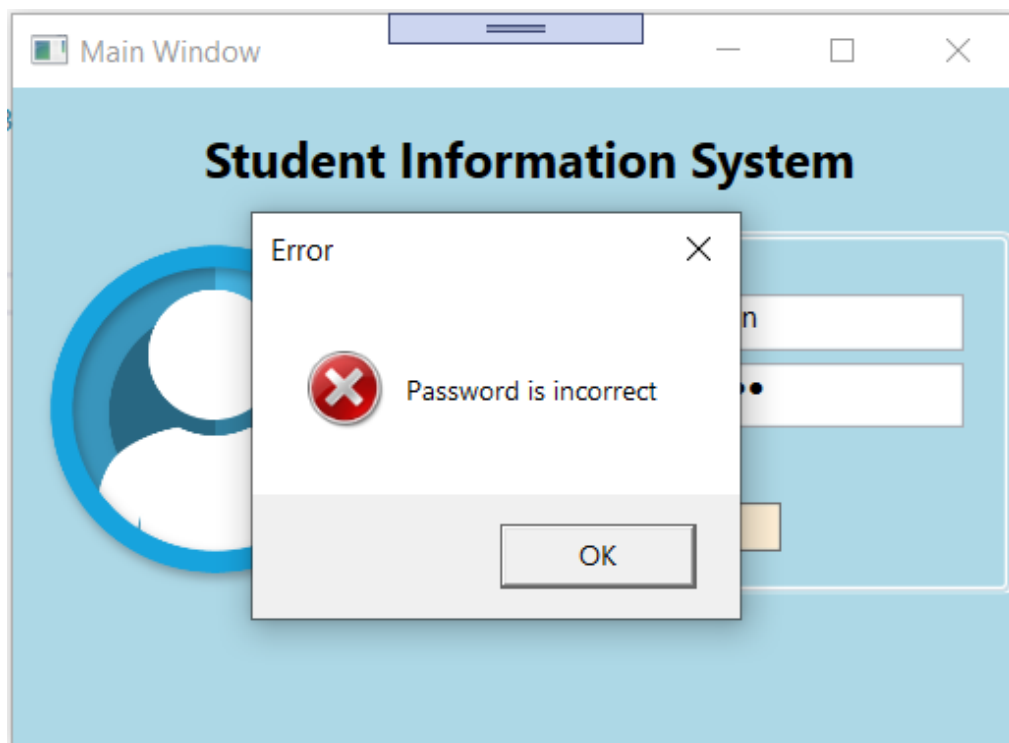 Main Window
Student Information System
Error
n
Password is incorrect
OK